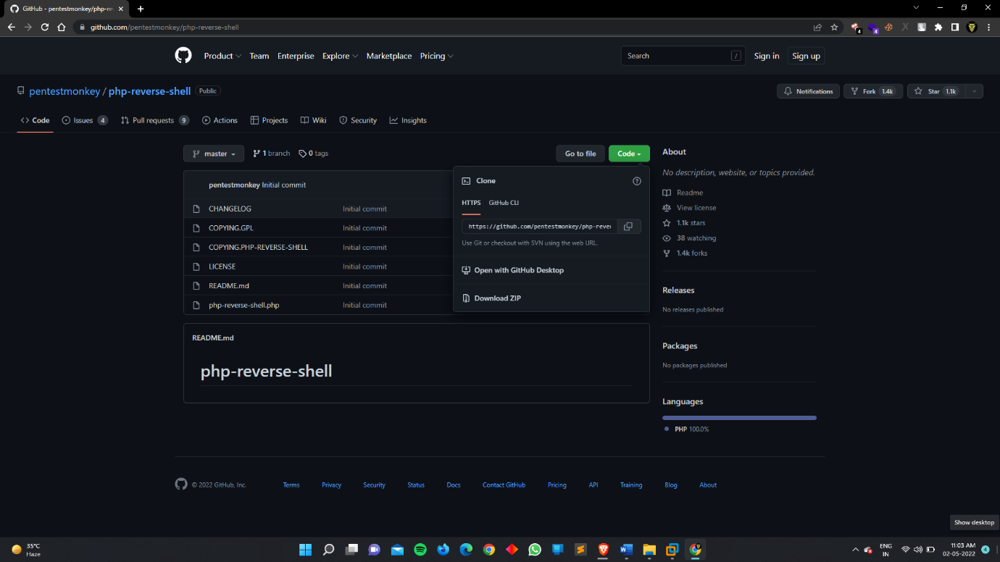 GitHub - pentestmonkey/php-re
github.com/pentestmonkey/php-reverse-shell
4 4
Product Team Enterprise Explore Marketplace Pricing Search / Sign in Sign up
pentestmonkey / php-reverse-shell Public Notifications Fork 1.4k Star 1.1k
Code Issues 4 Pull requests 9 Actions Projects Wiki Security Insights
master 1 branch 0 tags Go to file Code
pentestmonkey Initial commit
CHANGELOG Initial commit
COPYING.GPL Initial commit
COPYING.PHP-REVERSE-SHELL Initial commit
LICENSE Initial commit
README.md Initial commit
php-reverse-shell.php Initial commit
Clone
HTTPS GitHub CLI
https://github.com/pentestmonkey/php-rever
Use Git or checkout with SVN using the web URL.
Open with GitHub Desktop
Download ZIP
README.md
php-reverse-shell
About
No description, website, or topics provided.
Readme
View license
1.1k stars
38 watching
1.4k forks
Releases
No releases published
Packages
No packages published
Languages
PHP 100.0%
© 2022 GitHub, Inc. Terms Privacy Security Status Docs Contact GitHub Pricing API Training Blog About
Show desktop
35°C
Haze
ENG
IN
11:03 AM
02-05-2022
4